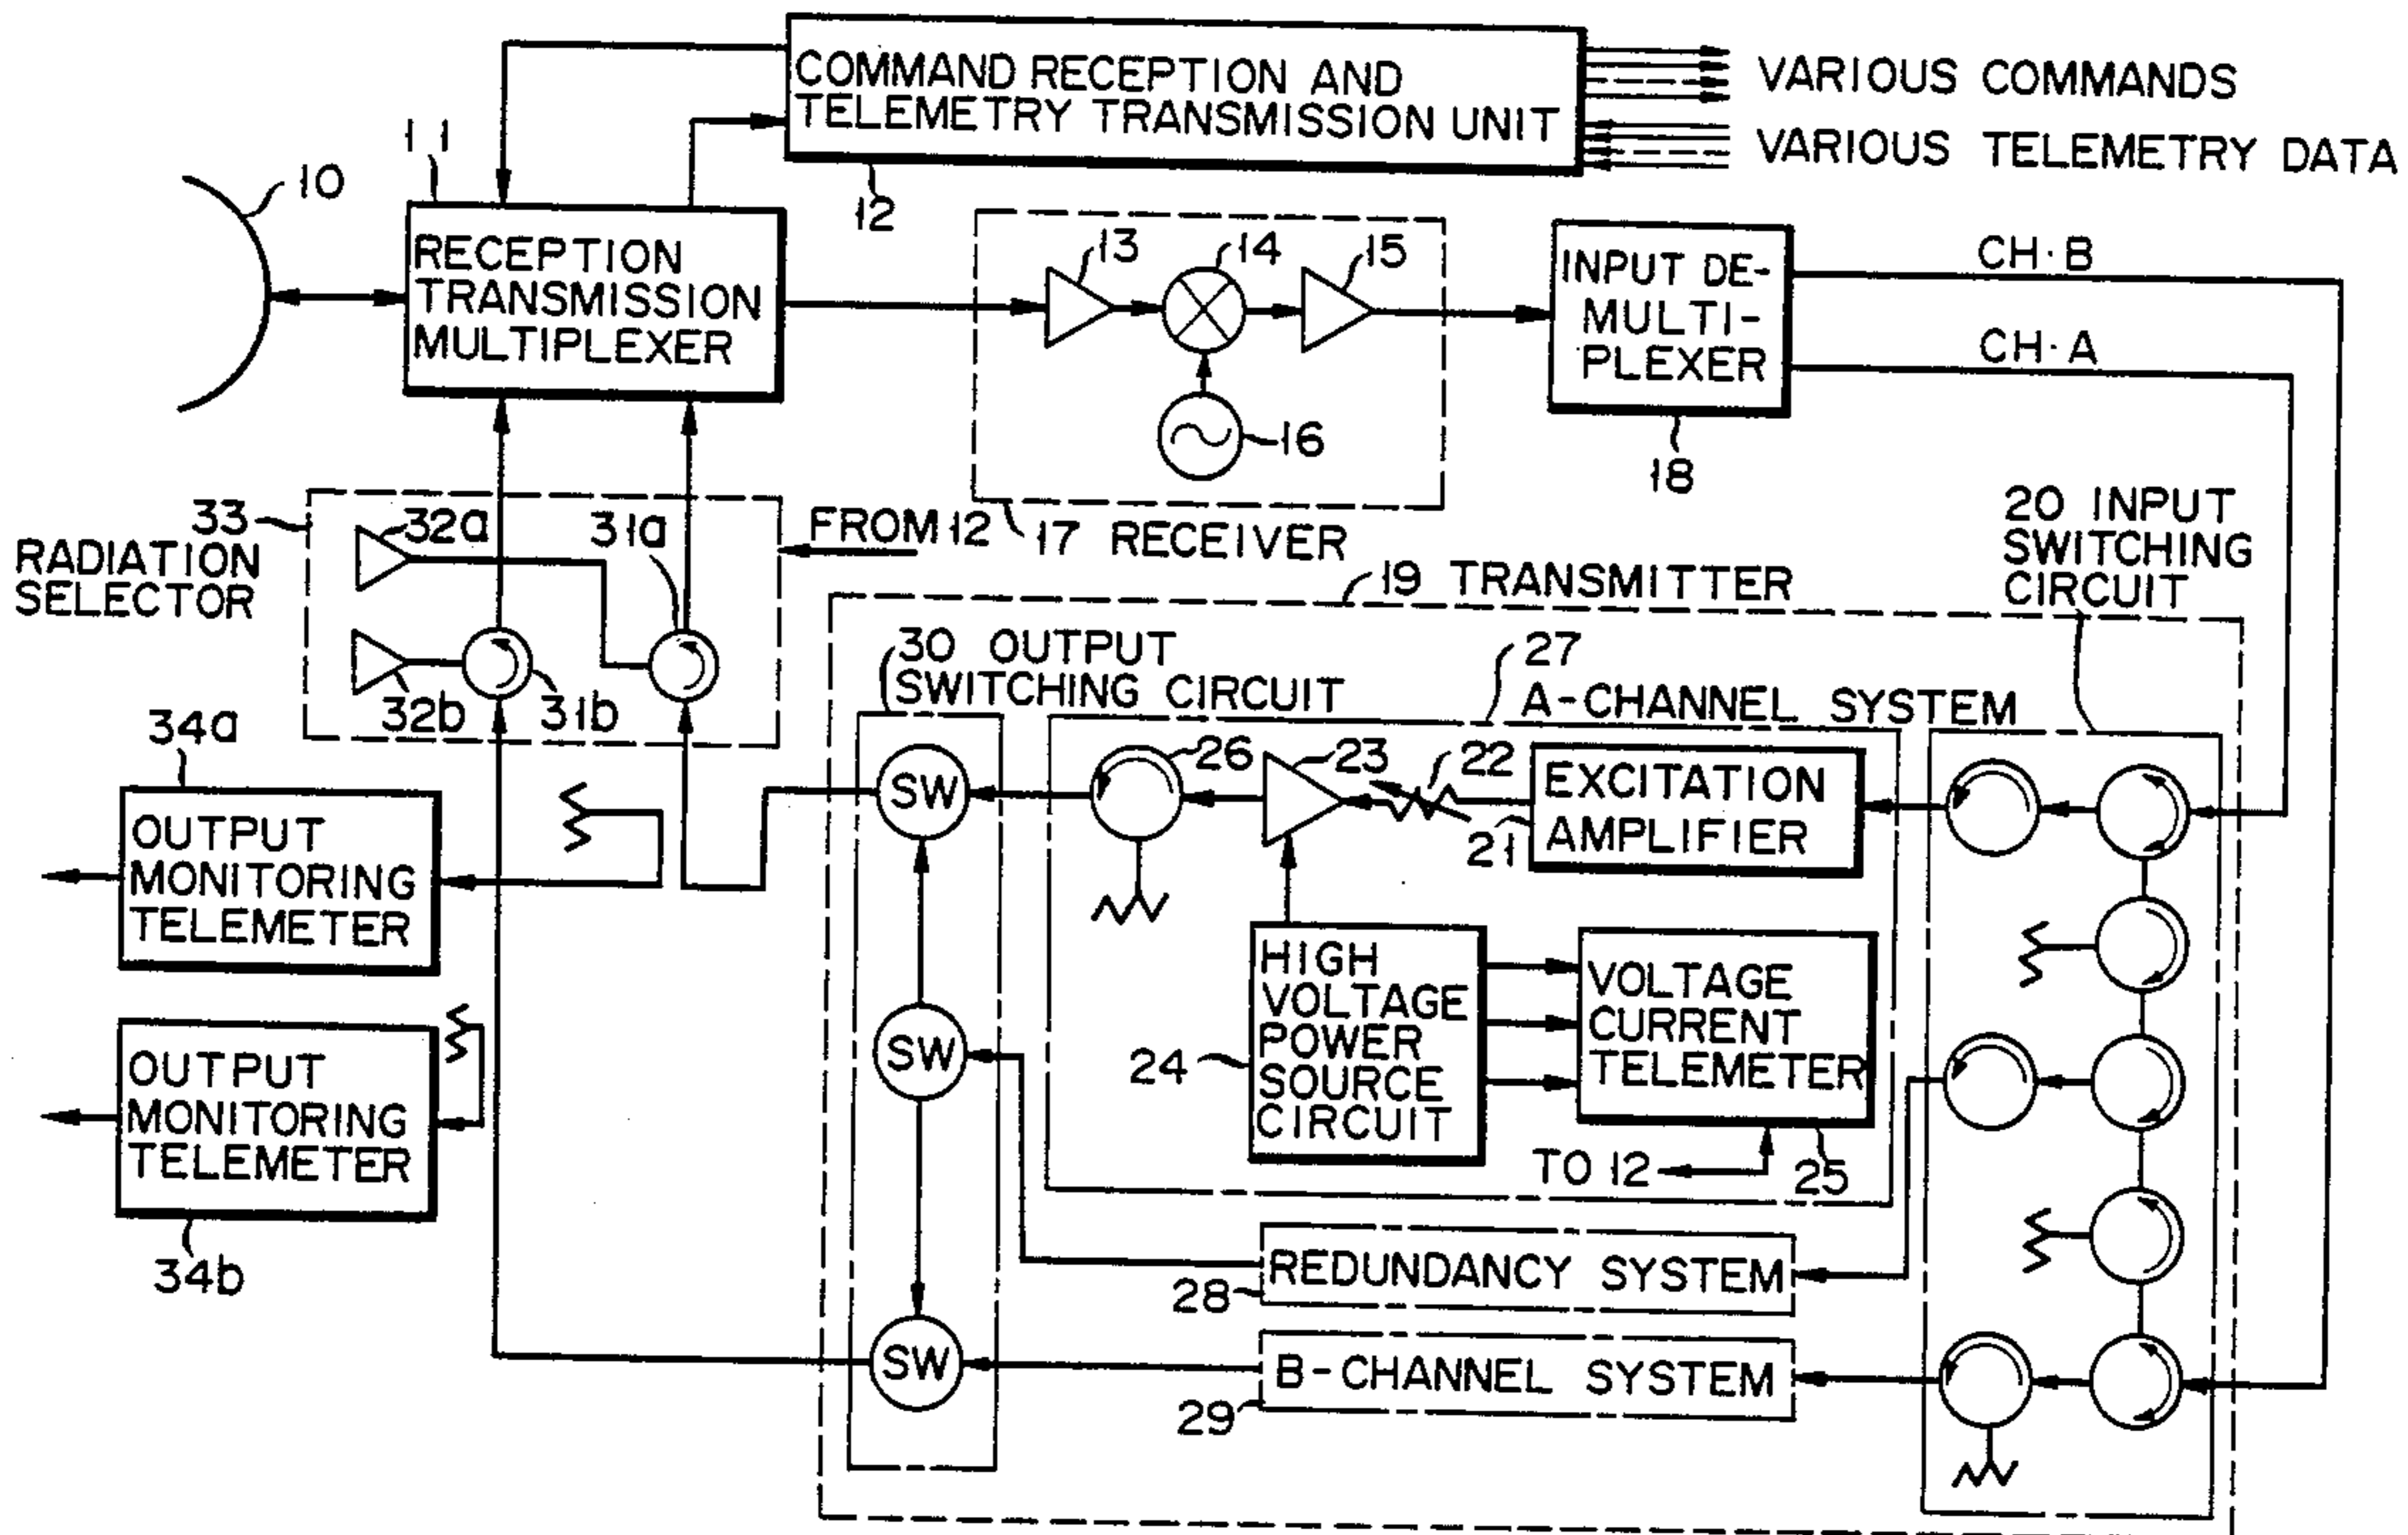 COMMAND RECEPTION AND
TELEMETRY TRANSMISSION UNIT
VARIOUS COMMANDS
VARIOUS TELEMETRY DATA
12
11
10
RECEPTION
TRANSMISSION
MULTIPLEXER
13
14
15
16
17 RECEIVER
INPUT DE-
MULTI-
PLEXER
18
CH·B
CH·A
33
RADIATION
SELECTOR
32a
31a
32b
31b
FROM 12
19 TRANSMITTER
20 INPUT
SWITCHING
CIRCUIT
30 OUTPUT
SWITCHING CIRCUIT
27
A-CHANNEL SYSTEM
34a
OUTPUT
MONITORING
TELEMETER
SW
26
23
22
21
EXCITATION
AMPLIFIER
HIGH
VOLTAGE
POWER
SOURCE
CIRCUIT
24
VOLTAGE
CURRENT
TELEMETER
TO 12
25
SW
OUTPUT
MONITORING
TELEMETER
34b
REDUNDANCY SYSTEM
28
SW
B-CHANNEL SYSTEM
29